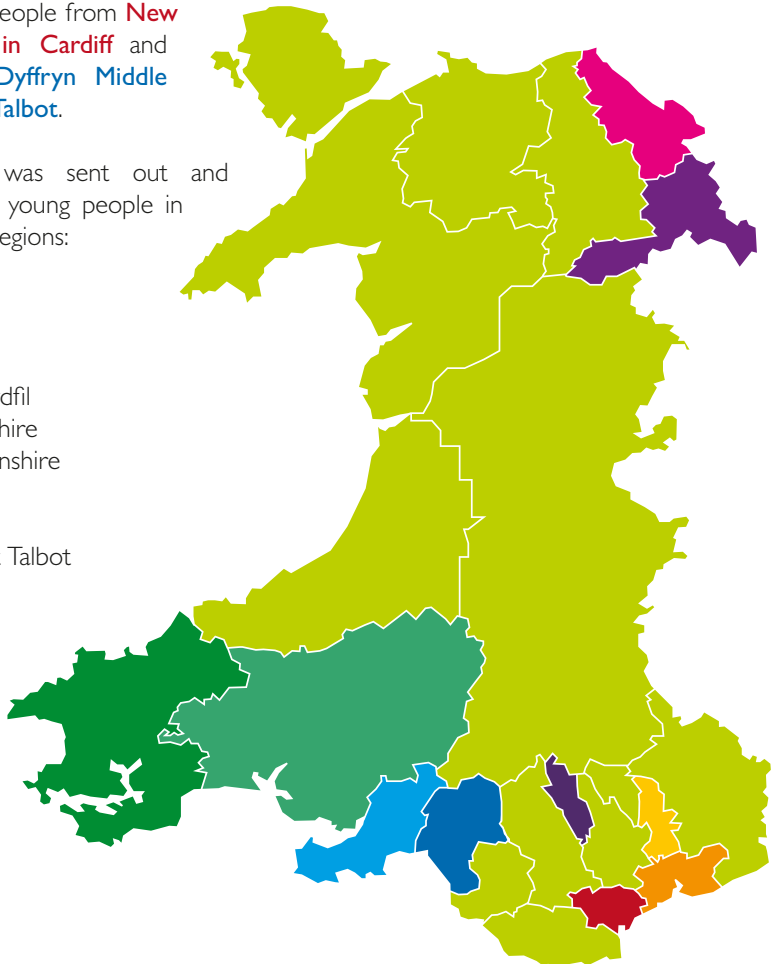 eople from New
in Cardiff and
Dyffryn Middle
Talbot.
was sent out and
young people in
egions:
dfil
hire
nshire
Talbot